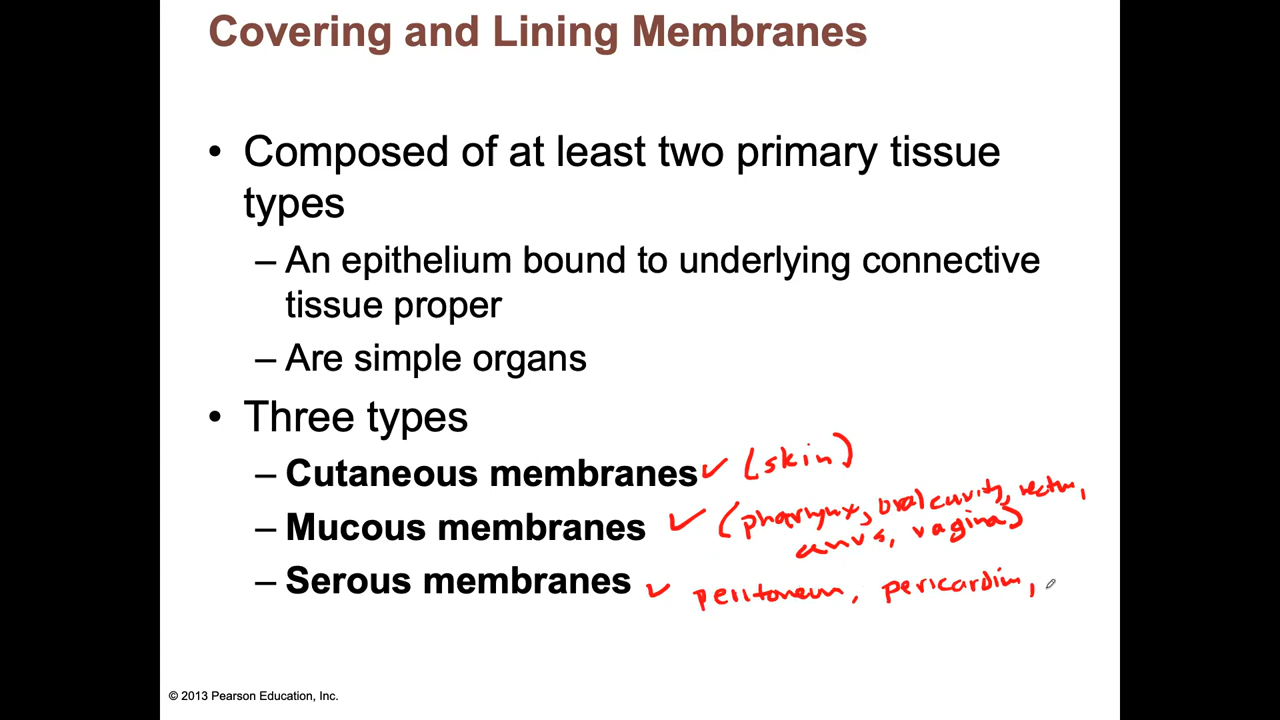 Covering and Lining Membranes
• Composed of at least two primary tissue
types
– An epithelium bound to underlying connective
tissue proper
– Are simple organs
• Three types
– Cutaneous membranes ✓ (skin)
– Mucous membranes ✓ (pharynx, oral cavity, rectum,
anus, vagina)
– Serous membranes ✓ peritoneum, pericardim,
© 2013 Pearson Education, Inc.